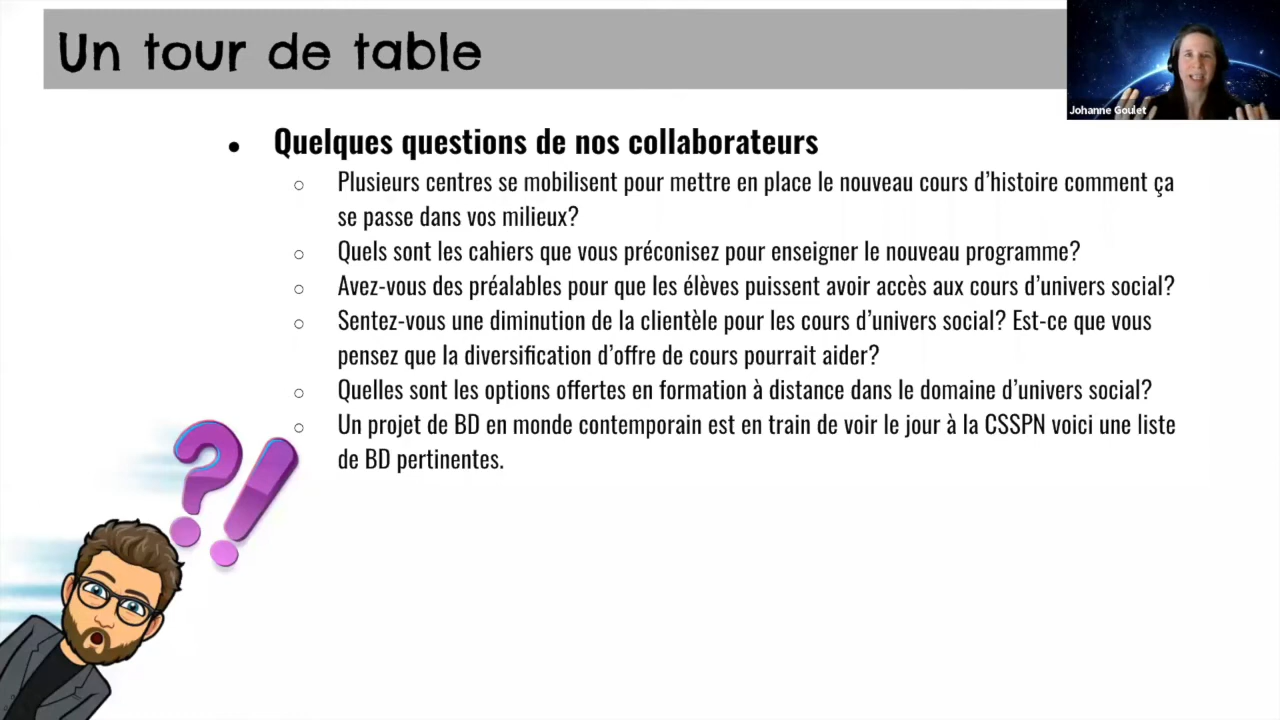 Un tour de table
Johanne Goulet
Quelques questions de nos collaborateurs
Plusieurs centres se mobilisent pour mettre en place le nouveau cours d'histoire comment ça
se passe dans vos milieux?
Quels sont les cahiers que vous préconisez pour enseigner le nouveau programme?
Avez-vous des préalables pour que les élèves puissent avoir accès aux cours d'univers social?
Sentez-vous une diminution de la clientèle pour les cours d'univers social? Est-ce que vous
pensez que la diversification d'offre de cours pourrait aider?
Quelles sont les options offertes en formation à distance dans le domaine d'univers social?
Un projet de BD en monde contemporain est en train de voir le jour à la CSSPN voici une liste
de BD pertinentes.
?!